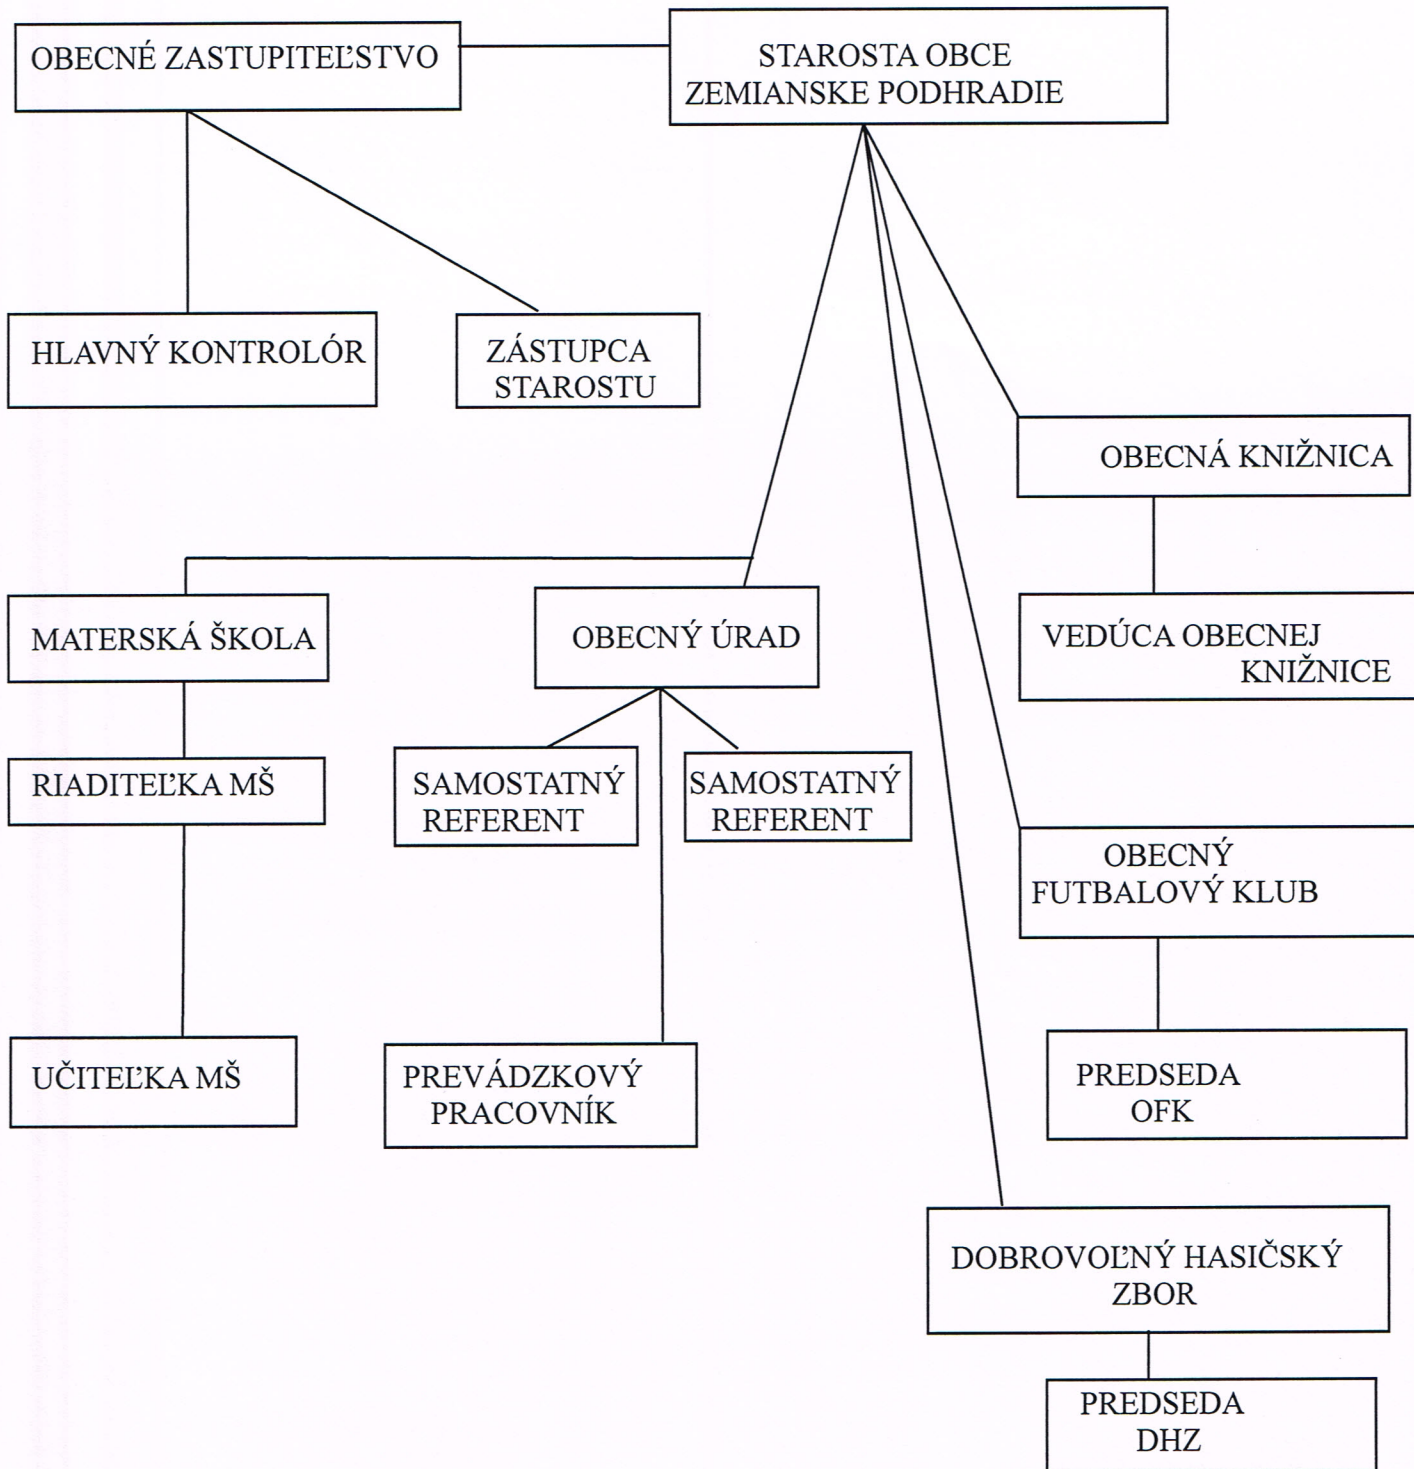 OBECNÉ ZASTUPITEĽSTVO
STAROSTA OBCE
ZEMIANSKE PODHRADIE
HLAVNÝ KONTROLÓR
ZÁSTUPCA
STAROSTU
OBECNÁ KNIŽNICA
MATERSKÁ ŠKOLA
OBECNÝ ÚRAD
VEDÚCA OBECNEJ
KNIŽNICE
RIADITEĽKA MŠ
SAMOSTATNÝ
REFERENT
SAMOSTATNÝ
REFERENT
OBECNÝ
FUTBALOVÝ KLUB
UČITEĽKA MŠ
PREVÁDZKOVÝ
PRACOVNÍK
PREDSEDA
OFK
DOBROVOĽNÝ HASIČSKÝ
ZBOR
PREDSEDA
DHZ